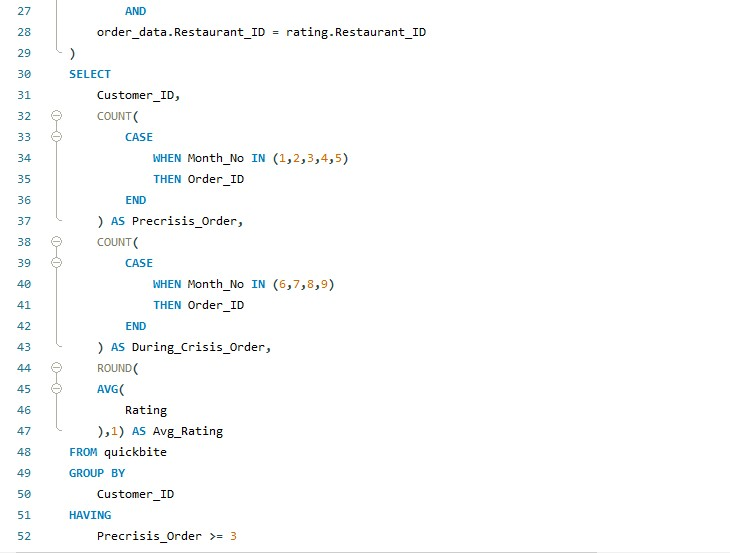 27 AND
28 order_data.Restaurant_ID = rating.Restaurant_ID
29 )
30 SELECT
31 Customer_ID,
32 COUNT(
33 CASE
34 WHEN Month_No IN (1,2,3,4,5)
35 THEN Order_ID
36 END
37 ) AS Precrisis_Order,
38 COUNT(
39 CASE
40 WHEN Month_No IN (6,7,8,9)
41 THEN Order_ID
42 END
43 ) AS During_Crisis_Order,
44 ROUND(
45 AVG(
46 Rating
47 ),1) AS Avg_Rating
48 FROM quickbite
49 GROUP BY
50 Customer_ID
51 HAVING
52 Precrisis_Order >= 3